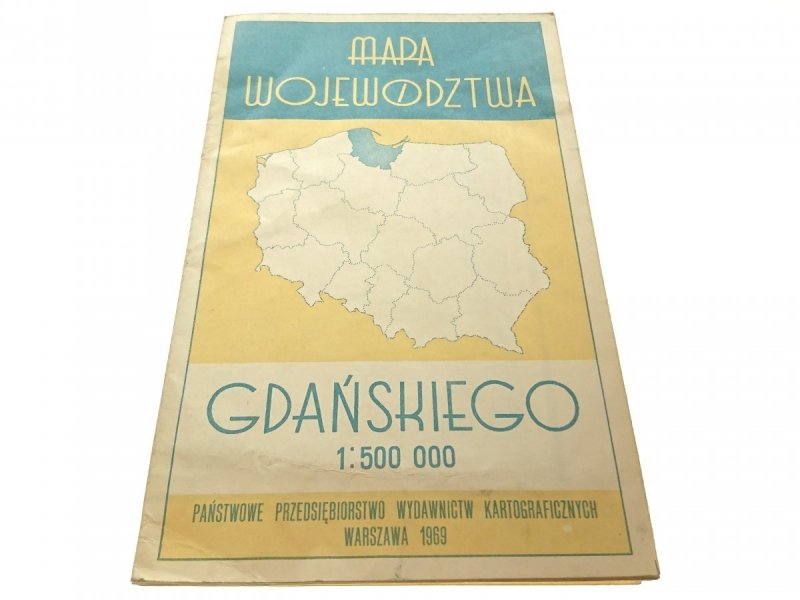 MAPA
WOJEWÓDZTWA
GDAŃSKIEGO
1:500 000
PAŃSTWOWE PRZEDSIĘBIORSTWO WYDAWNICTW KARTOGRAFICZNYCH
WARSZAWA 1969